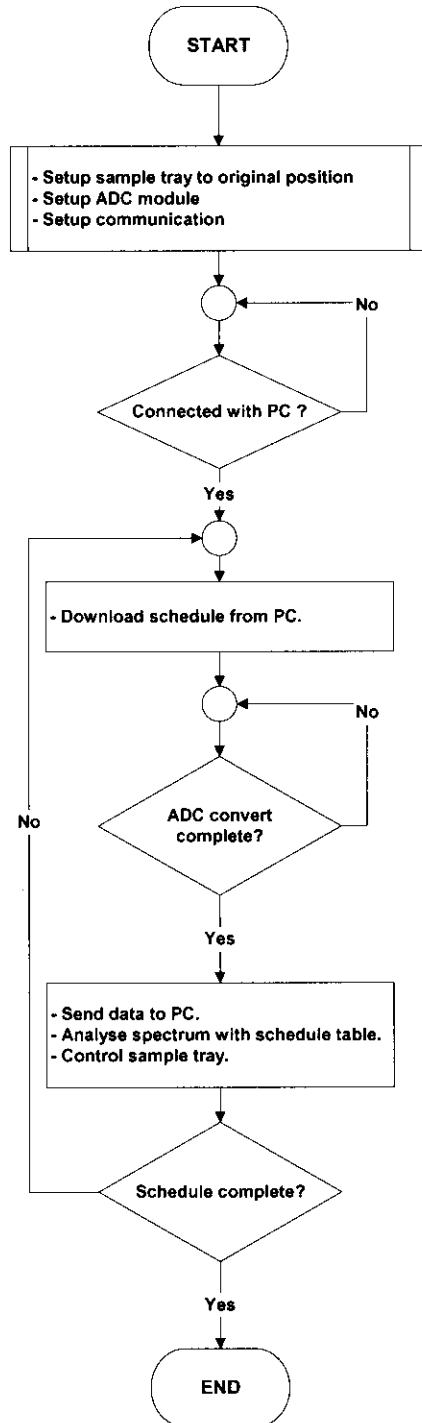 START
- Setup sample tray to original position
- Setup ADC module
- Setup communication
No
Connected with PC ?
Yes
- Download schedule from PC.
No
ADC convert
complete?
No
Yes
- Send data to PC.
- Analyse spectrum with schedule table.
- Control sample tray.
Schedule complete?
Yes
END